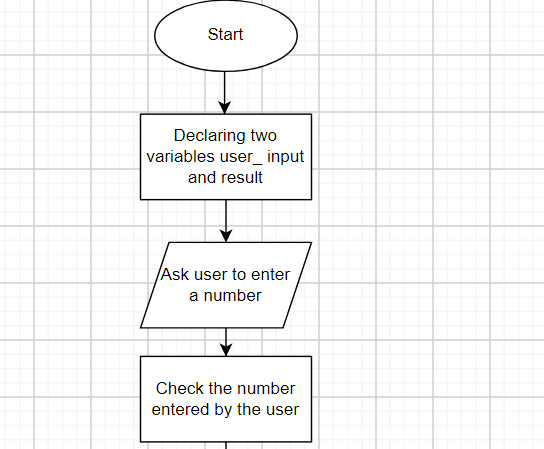 Start
Declaring two
variables user_ input
and result
Ask user to enter
a number
Check the number
entered by the user